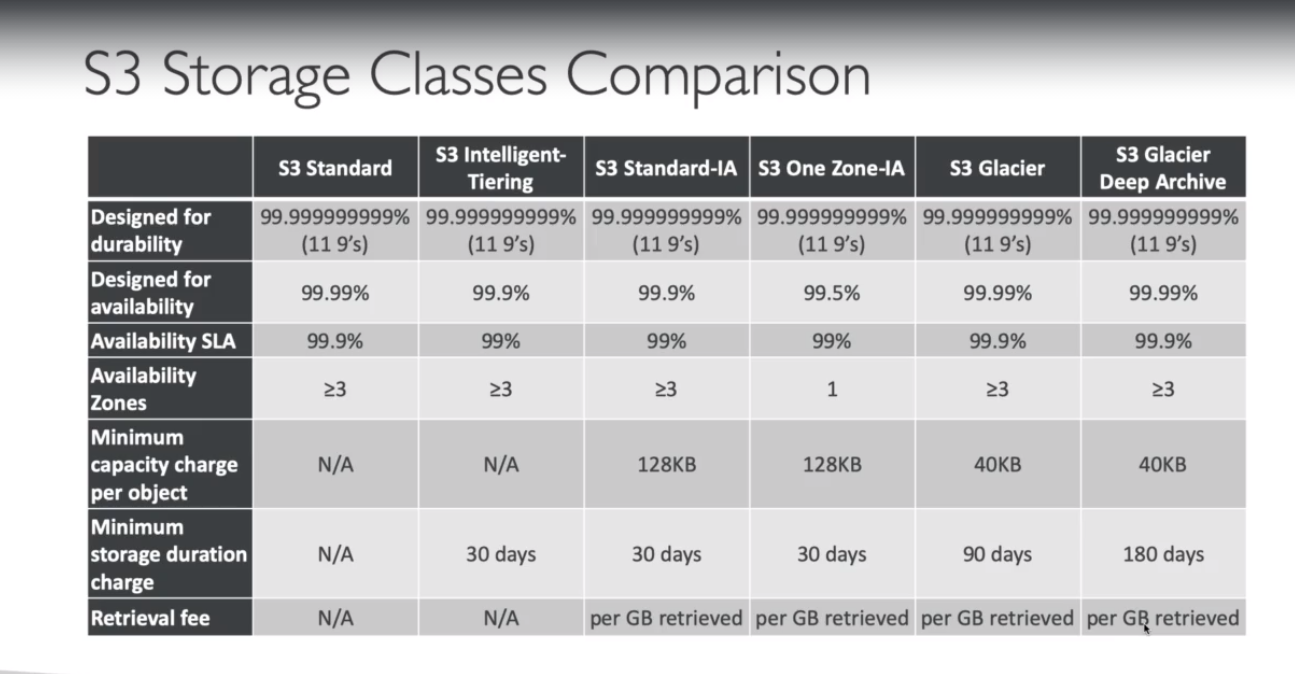 S3 Storage Classes Comparison
S3 Standard
S3 Intelligent-
Tiering
S3 Standard-IA
S3 One Zone-IA
S3 Glacier
S3 Glacier
Deep Archive
Designed for
durability
99.999999999%
(11 9’s)
99.999999999%
(11 9’s)
99.999999999%
(11 9’s)
99.999999999%
(11 9’s)
99.999999999%
(11 9’s)
99.999999999%
(11 9’s)
Designed for
availability
99.99%
99.9%
99.9%
99.5%
99.99%
99.99%
Availability SLA
99.9%
99%
99%
99%
99.9%
99.9%
Availability
Zones
≥3
≥3
≥3
1
≥3
≥3
Minimum
capacity charge
per object
N/A
N/A
128KB
128KB
40KB
40KB
Minimum
storage duration
charge
N/A
30 days
30 days
30 days
90 days
180 days
Retrieval fee
N/A
N/A
per GB retrieved
per GB retrieved
per GB retrieved
per GB retrieved